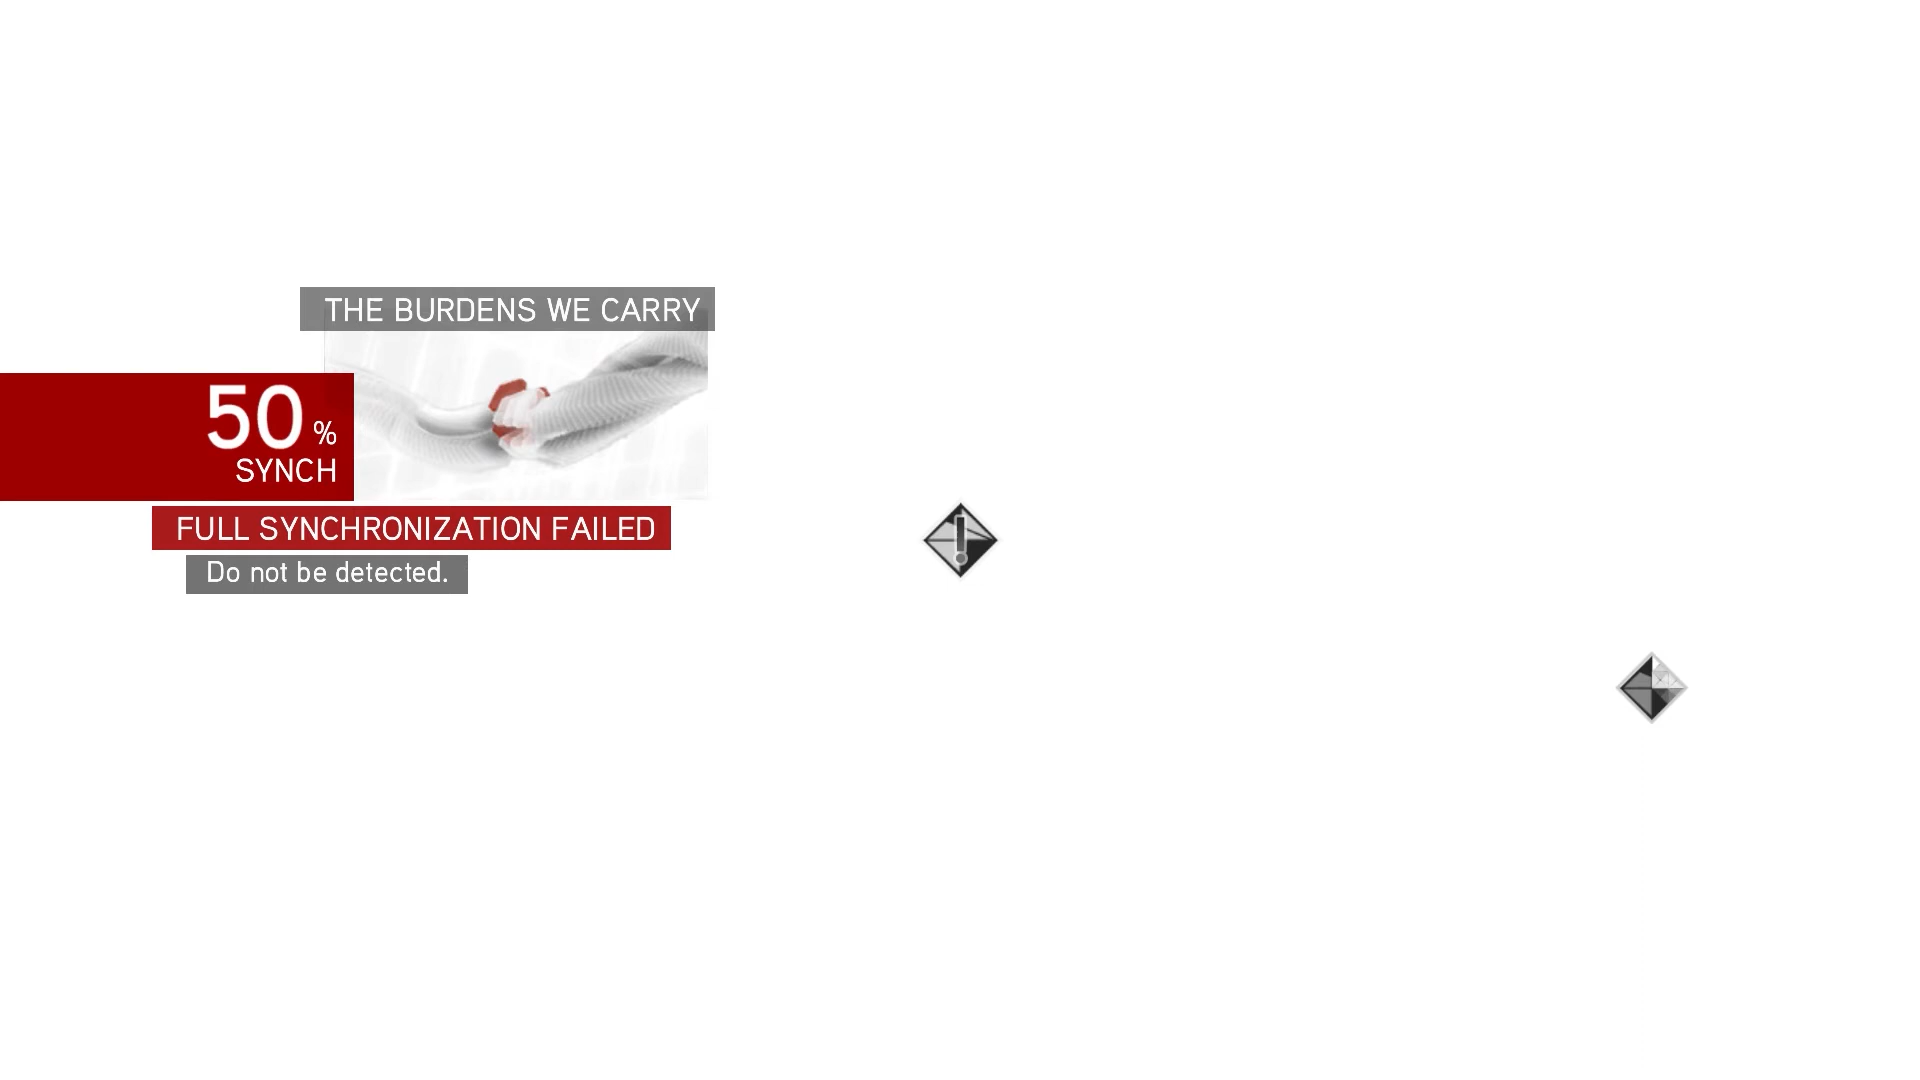 THE BURDENS WE CARRY
50 %
SYNCH
FULL SYNCHRONIZATION FAILED
Do not be detected.